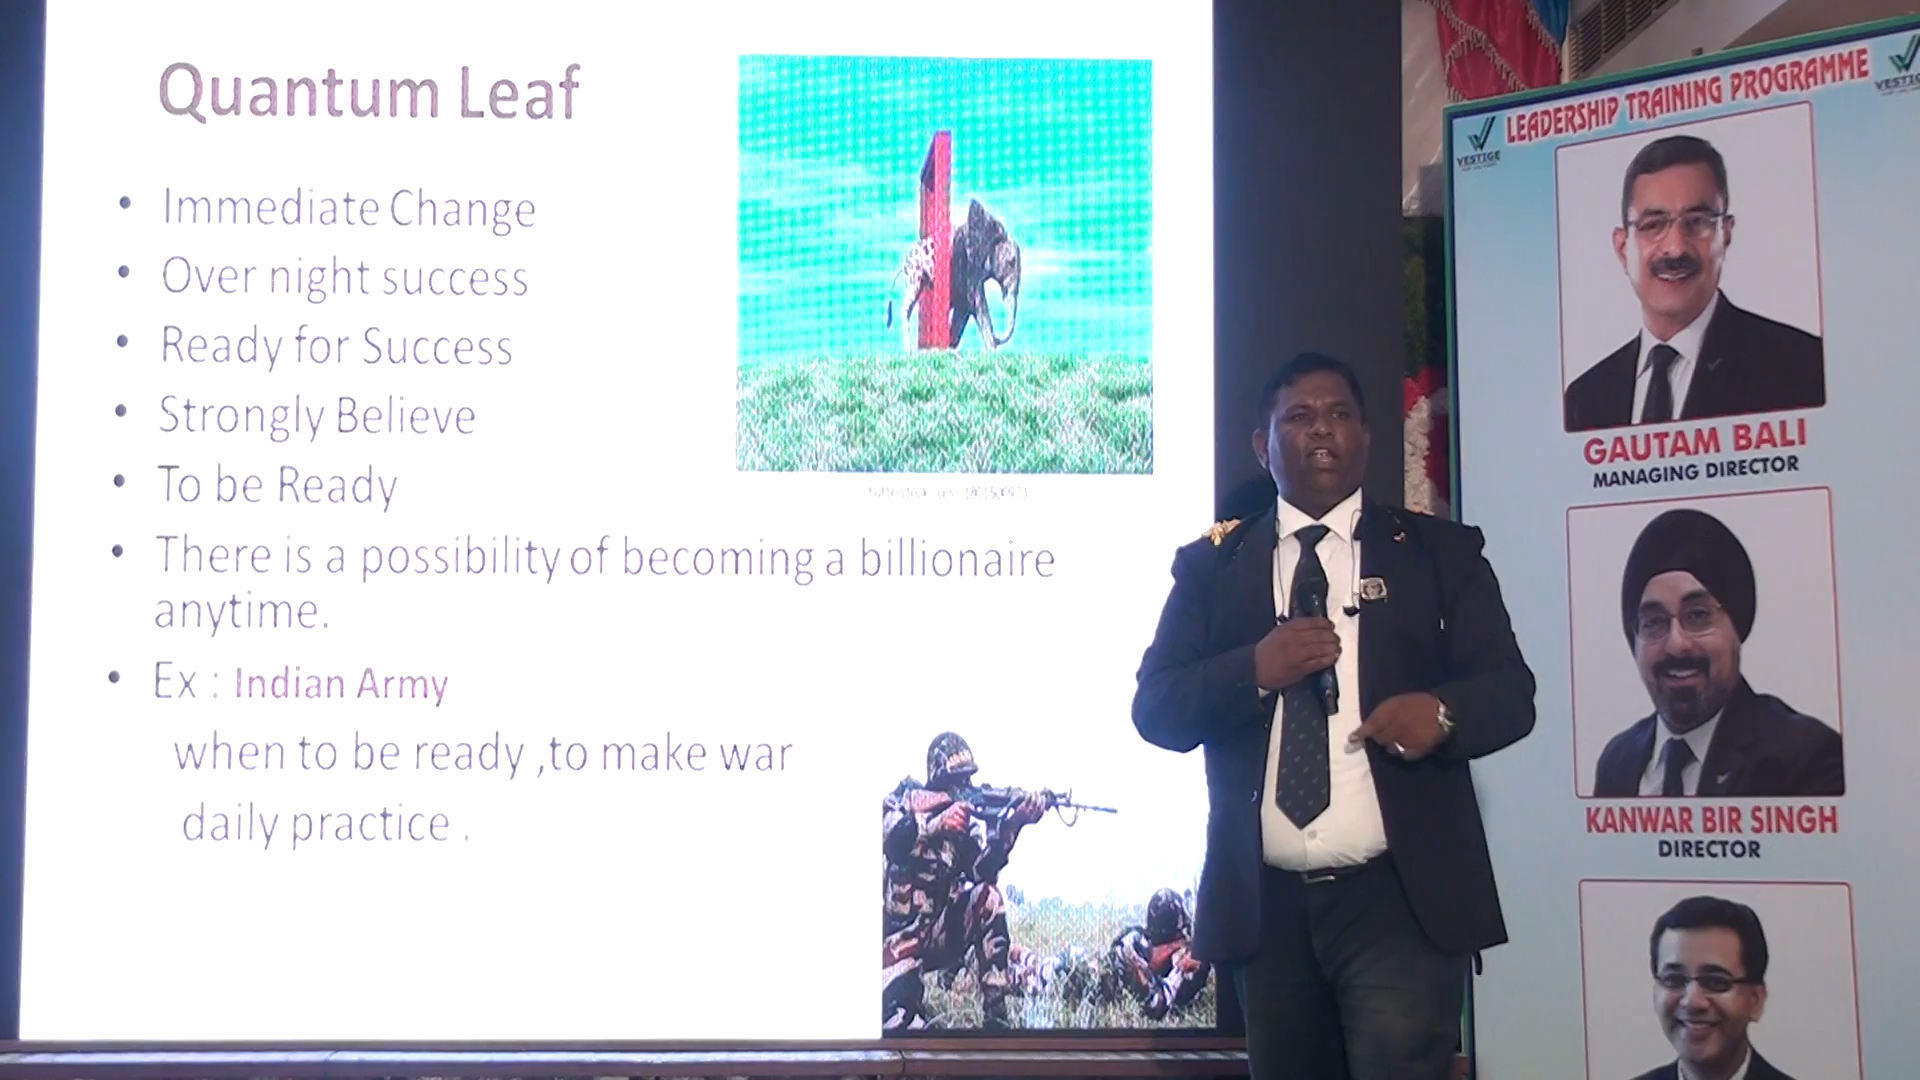 Quantum Leaf
• Immediate Change
• Over night success
• Ready for Success
• Strongly Believe
• To be Ready
• There is a possibility of becoming a billionaire
anytime.
• Ex : Indian Army
when to be ready ,to make war
daily practice .
LEADERSHIP TRAINING PROGRAMME
VESTIGE
GAUTAM BALI
MANAGING DIRECTOR
KANWAR BIR SINGH
DIRECTOR